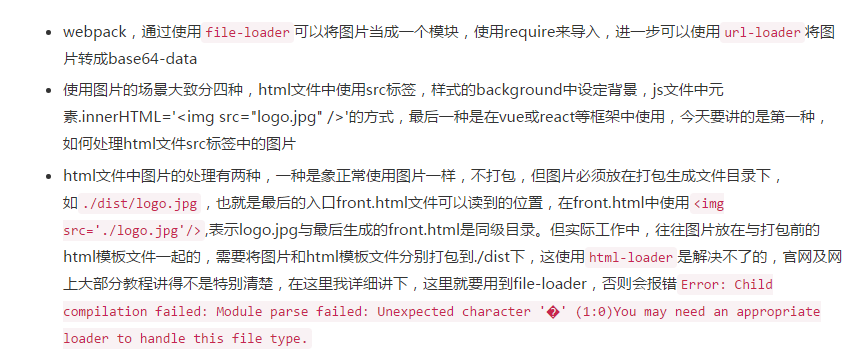 webpack，通过使用 file-loader 可以将图片当成一个模块，使用require来导入，进一步可以使用 url-loader 将图
片转成base64-data
使用图片的场景大致分四种，html文件中使用src标签，样式的background中设定背景，js文件中元
素.innerHTML='<img src="logo.jpg" />'的方式，最后一种是在vue或react等框架中使用，今天要讲的是第一种，
如何处理html文件src标签中的图片
html文件中图片的处理有两种，一种是象正常使用图片一样，不打包，但图片必须放在打包生成文件目录下，
如 ./dist/logo.jpg ，也就是最后的入口front.html文件可以读到的位置，在front.html中使用 <img
src='./logo.jpg'/> ,表示logo.jpg与最后生成的front.html是同级目录。但实际工作中，往往图片放在与打包前的
html模板文件一起的，需要将图片和html模板文件分别打包到./dist下，这使用 html-loader 是解决不了的，官网及网
上大部分教程讲得不是特别清楚，在这里我详细讲下，这里就要用到file-loader，否则会报错 Error: Child
compilation failed: Module parse failed: Unexpected character '�' (1:0)You may need an appropriate
loader to handle this file type.